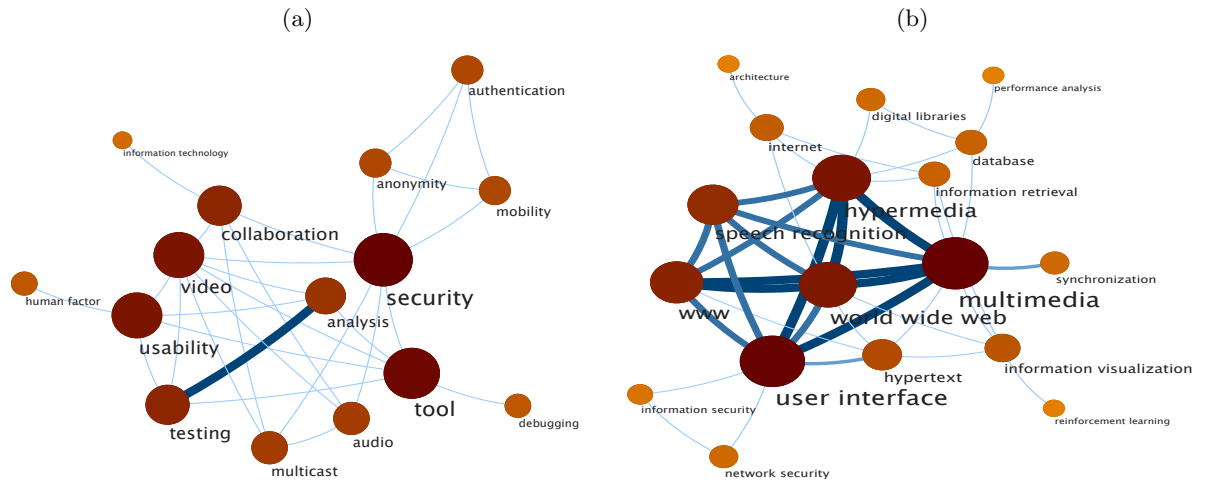 (a)
authentication
information technology
anonymity
mobility
collaboration
video
security
human factor
analysis
usability
tool
testing
debugging
audio
multicast
(b)
architecture
performance analysis
digital libraries
internet
database
information retrieval
hypermedia
speech recognition
synchronization
multimedia
www
world wide web
information visualization
hypertext
user interface
information security
reinforcement learning
network security